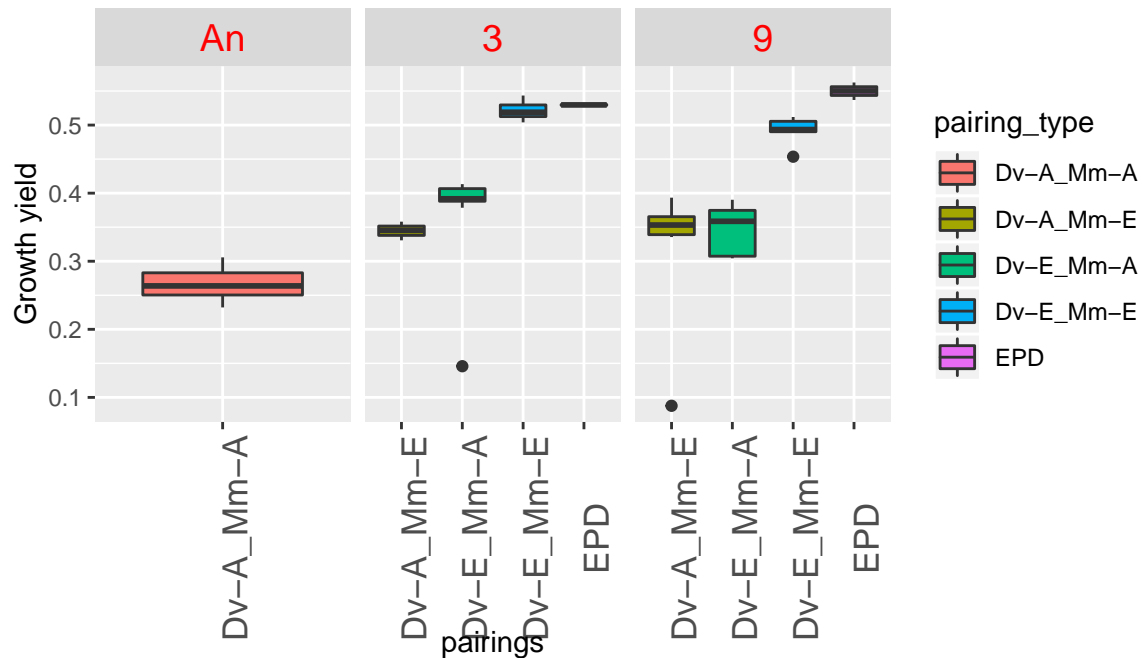 An
3
9
Growth yield
0.5
0.4
0.3
0.2
0.1
Dv−A_Mm−A
Dv−A_Mm−E
Dv−E_Mm−A
Dv−E_Mm−E
EPD
Dv−A_Mm−E
Dv−E_Mm−A
Dv−E_Mm−E
EPD
pairings
pairing_type
Dv−A_Mm−A
Dv−A_Mm−E
Dv−E_Mm−A
Dv−E_Mm−E
EPD